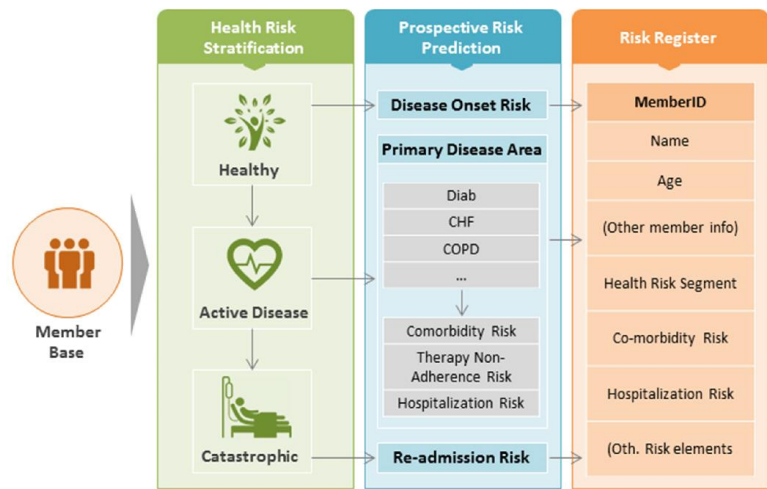 Health Risk
Stratification
Prospective Risk
Prediction
Risk Register
Member
Base
Healthy
Active Disease
Catastrophic
Disease Onset Risk
Primary Disease Area
Diab
CHF
COPD
...
Comorbidity Risk
Therapy Non-
Adherence Risk
Hospitalization Risk
Re-admission Risk
MemberID
Name
Age
(Other member info)
Health Risk Segment
Co-morbidity Risk
Hospitalization Risk
(Oth. Risk elements